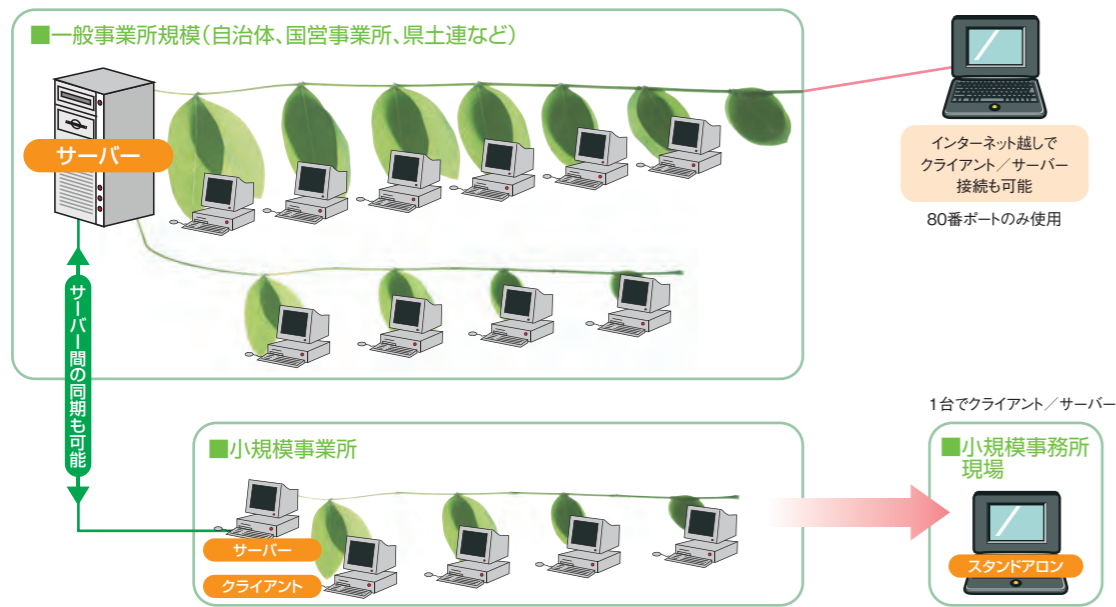 ■一般事業所規模（自治体、国営事業所、県土連など）
サーバー
インターネット越しで
クライアント／サーバー
接続も可能
80番ポートのみ使用
サーバー間の同期も可能
1台でクライアント／サーバー
■小規模事業所
サーバー
クライアント
■小規模事務所
現場
スタンドアロン